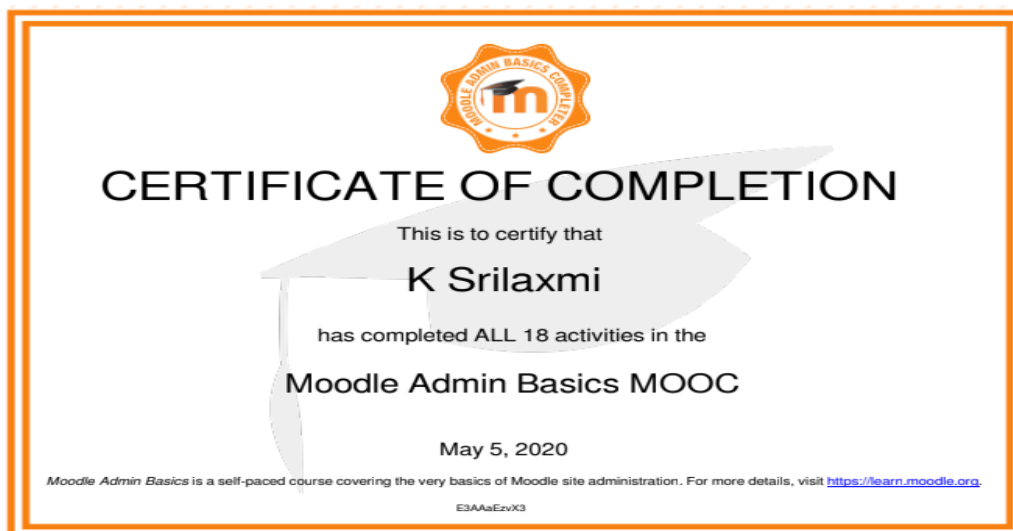 MOODLE ADMIN BASICS COMPLETER
m
CERTIFICATE OF COMPLETION
This is to certify that
K Srilaxmi
has completed ALL 18 activities in the
Moodle Admin Basics MOOC
May 5, 2020
Moodle Admin Basics is a self-paced course covering the very basics of Moodle site administration. For more details, visit https://learn.moodle.org.
E3AAaEzvX3